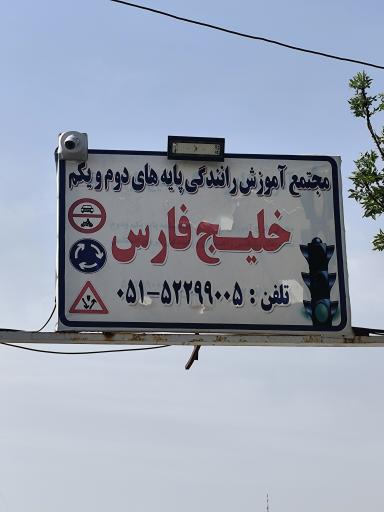 مجتمع آموزش رانندگی پایه های دوم و یکم
خلیج فارس
تلفن : ۰۵۱-۵۲۲۹۹۰۰۵